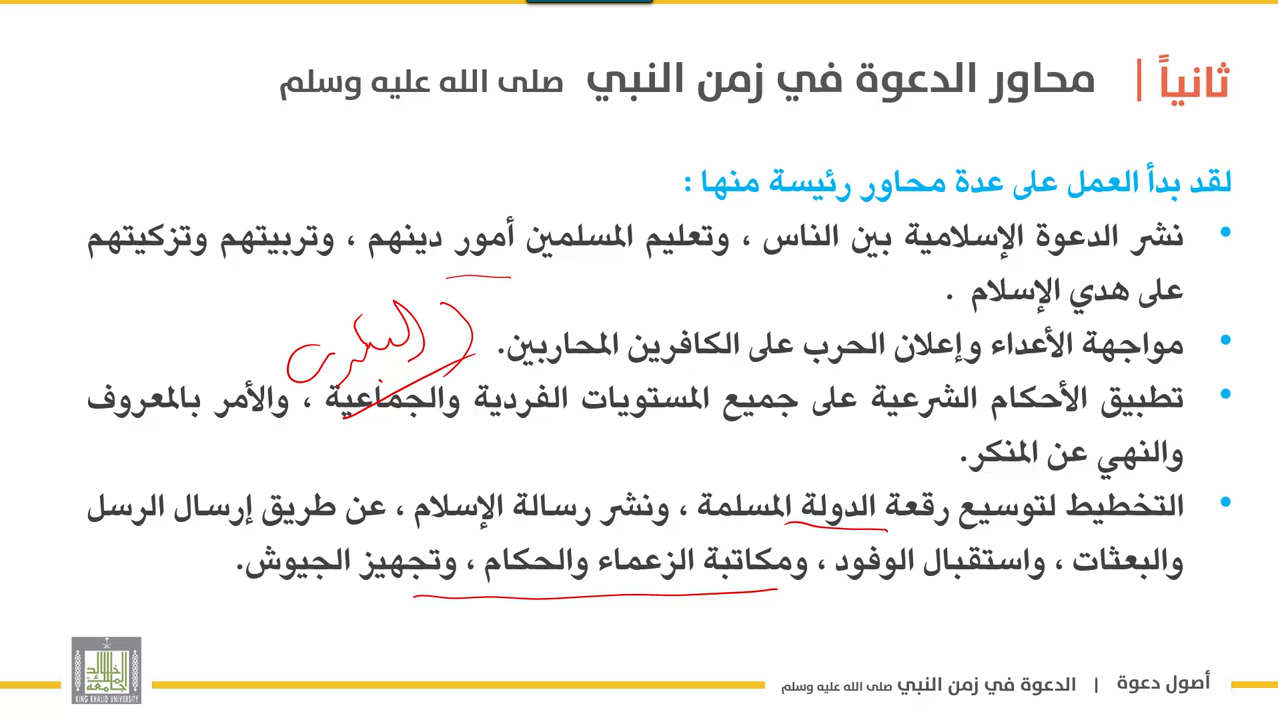 ثانياً | محاور الدعوة في زمن النبي صلى الله عليه وسلم
لقد بدأ العمل على عدة محاور رئيسة منها :
• نشر الدعوة الإسلامية بين الناس ، وتعليم المسلمين أمور دينهم ، وتربيتهم وتزكيتهم
على هدي الإسلام .
• مواجهة الأعداء وإعلان الحرب على الكافرين المحاربين.
• تطبيق الأحكام الشرعية على جميع المستويات الفردية والجماعية ، والأمر بالمعروف
والنهي عن المنكر.
• التخطيط لتوسيع رقعة الدولة المسلمة ، ونشر رسالة الإسلام ، عن طريق إرسال الرسل
والبعثات ، واستقبال الوفود ، ومكاتبة الزعماء والحكام ، وتجهيز الجيوش.
KING KHALID UNIVERSITY
أصول دعوة | الدعوة في زمن النبي صلى الله عليه وسلم